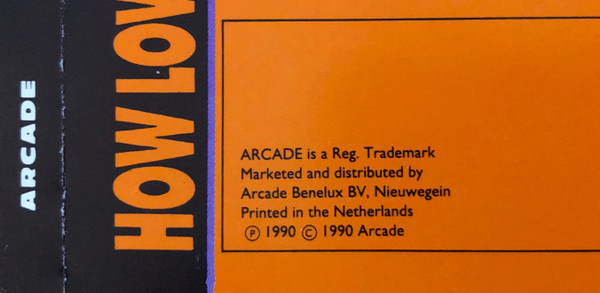 ARCADE
HOW LOV
ARCADE is a Reg. Trademark
Marketed and distributed by
Arcade Benelux BV, Nieuwegein
Printed in the Netherlands
Ⓟ 1990 © 1990 Arcade